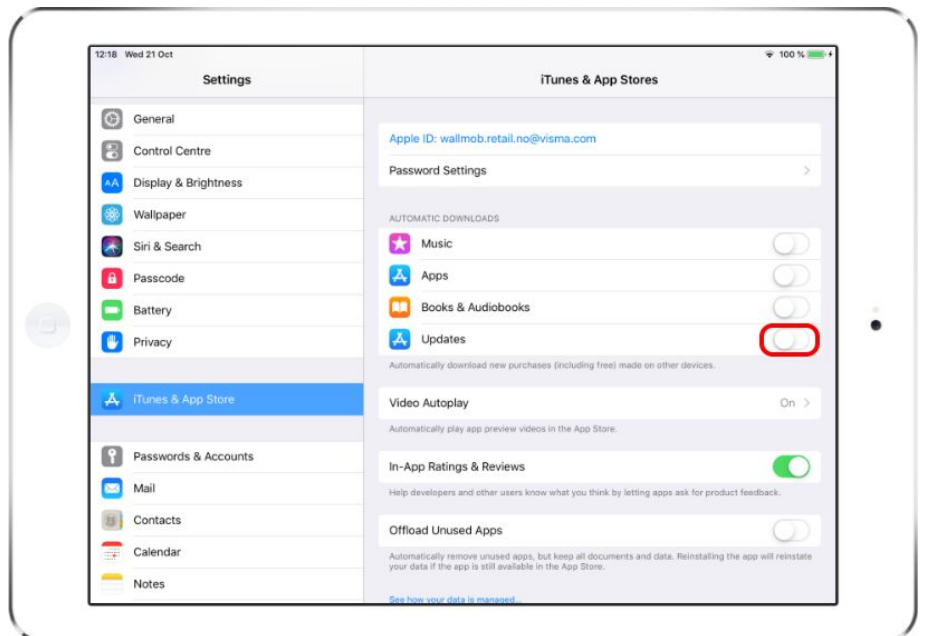 12:18 Wed 21 Oct
100 %
Settings
iTunes & App Stores
General
Control Centre
Display & Brightness
Wallpaper
Siri & Search
Passcode
Battery
Privacy
iTunes & App Store
Passwords & Accounts
Mail
Contacts
Calendar
Notes
Apple ID: wallmob.retail.no@visma.com
Password Settings
AUTOMATIC DOWNLOADS
Music
Apps
Books & Audiobooks
Updates
Automatically download new purchases (including free) made on other devices.
Video Autoplay
On
Automatically play app preview videos in the App Store.
In-App Ratings & Reviews
Help developers and other users know what you think by letting apps ask for product feedback.
Offload Unused Apps
Automatically remove unused apps, but keep all documents and data. Reinstalling the app will reinstate
your data if the app is still available in the App Store.
See how your data is managed...